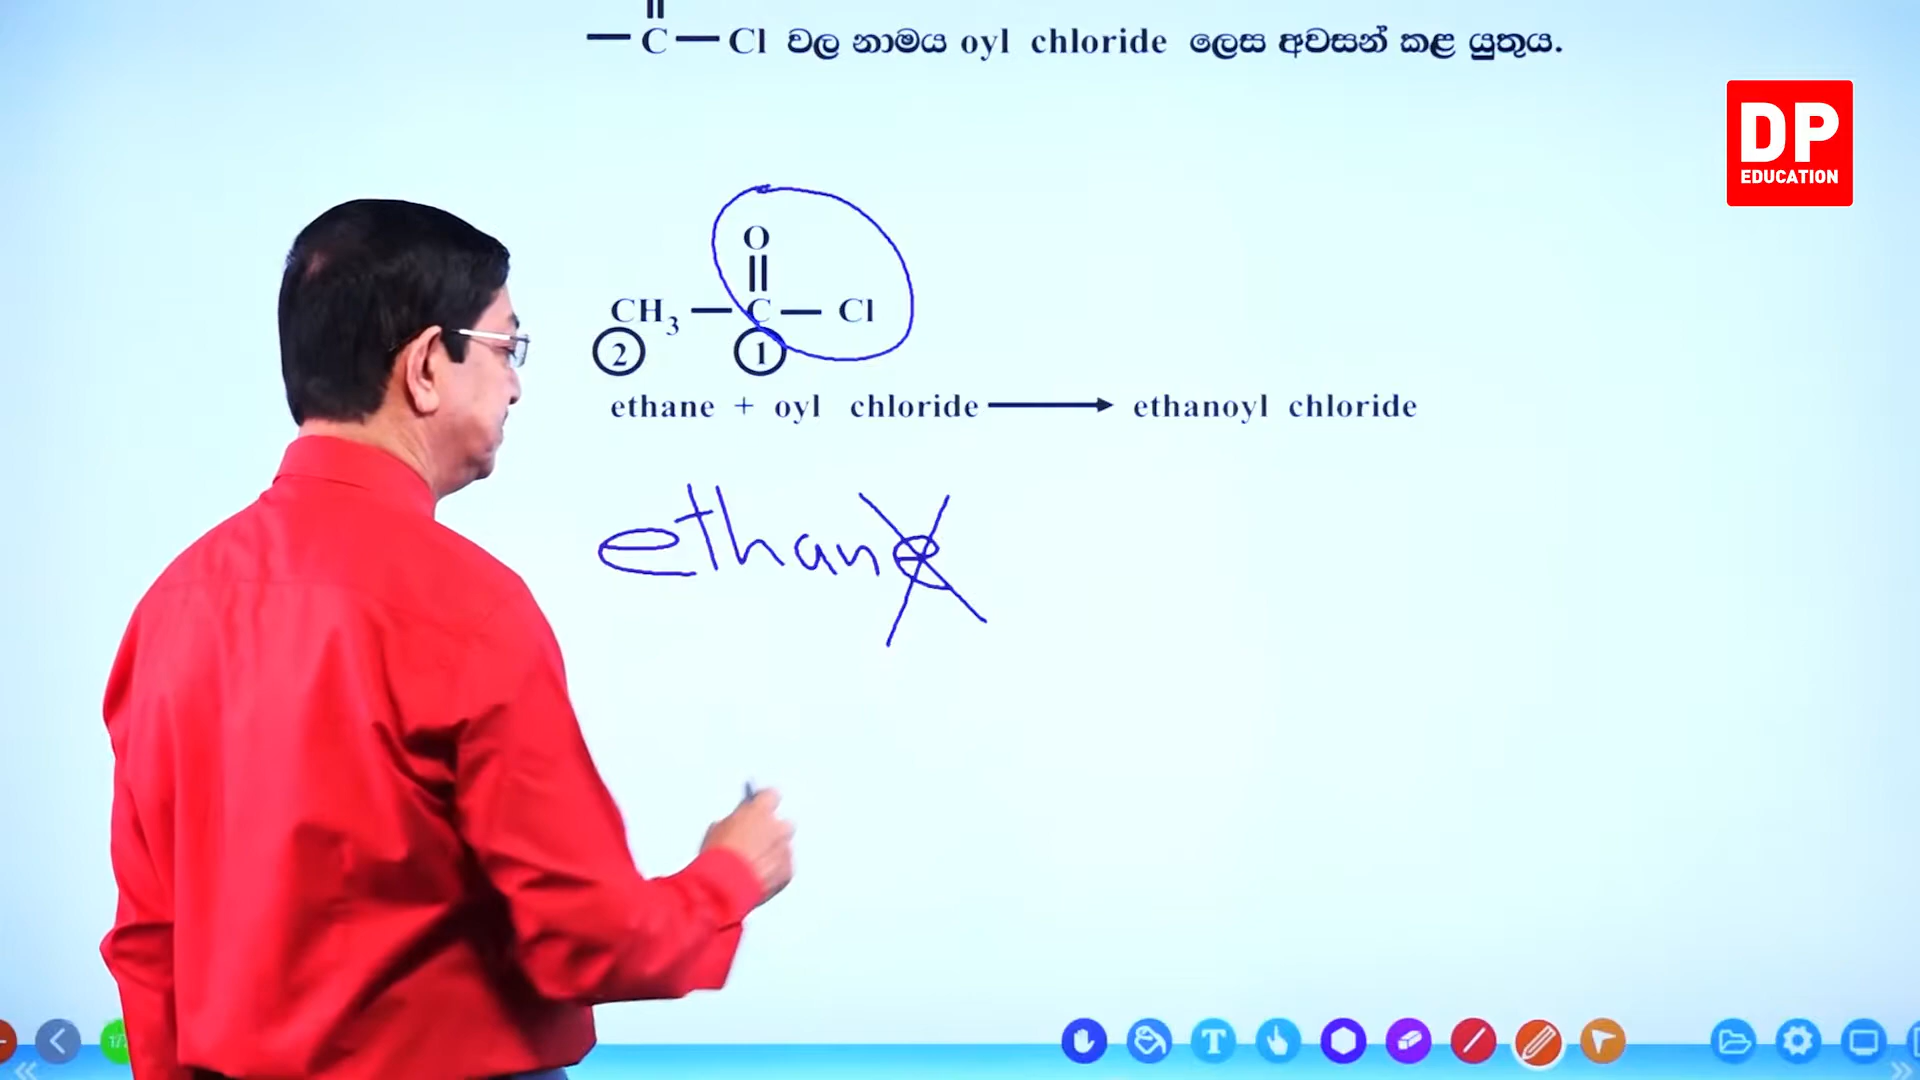 — C — Cl වල නාමය oyl chloride ලෙස අවසන් කළ යුතුය.
DP
EDUCATION
O
CH3 — C — Cl
2 1
ethane + oyl chloride → ethanoyl chloride
ethane
T